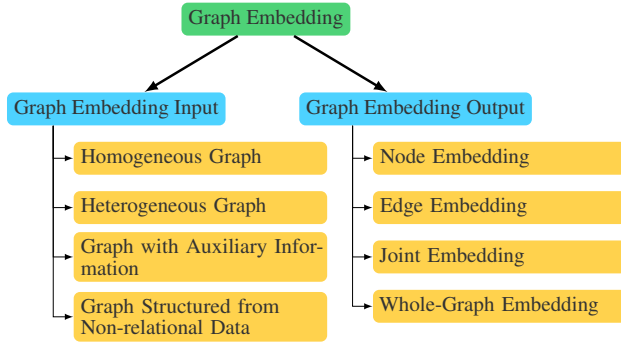 Graph Embedding
Graph Embedding Input
Homogeneous Graph
Heterogeneous Graph
Graph with Auxiliary Infor-
mation
Graph Structured from
Non-relational Data
Graph Embedding Output
Node Embedding
Edge Embedding
Joint Embedding
Whole-Graph Embedding